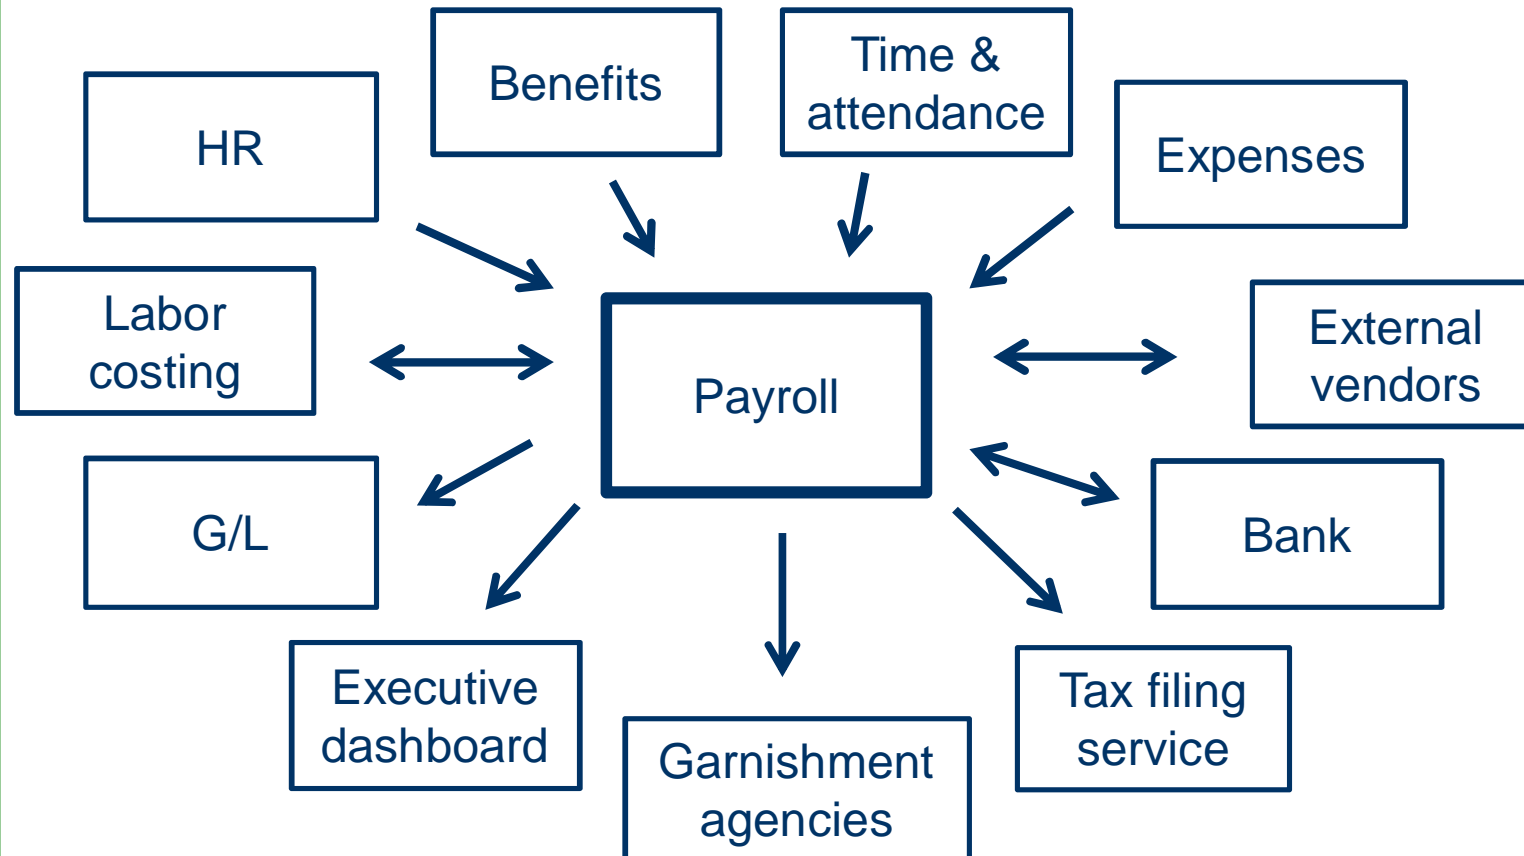 Benefits
Time &
attendance
HR
Expenses
Labor
costing
External
vendors
Payroll
G/L
Bank
Executive
dashboard
Tax filing
service
Garnishment
agencies